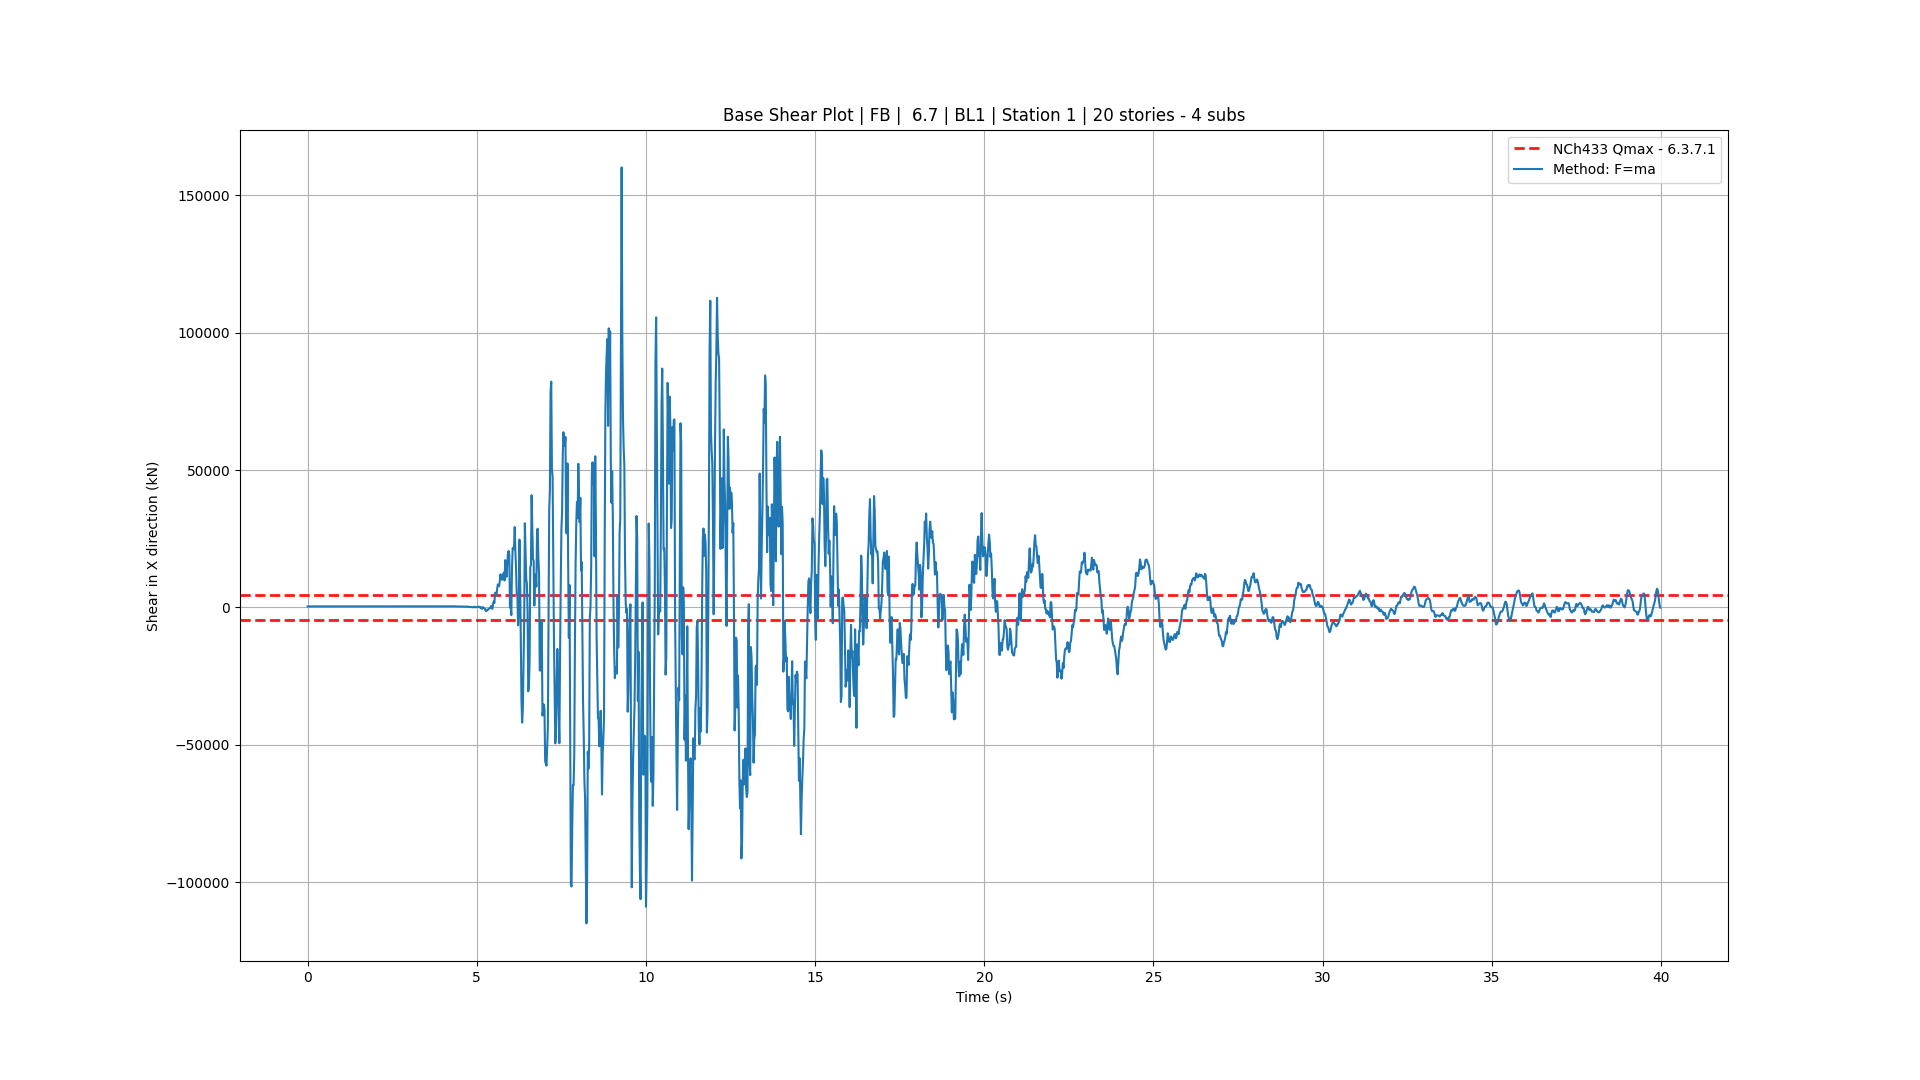 Base Shear Plot | FB |  6.7 | BL1 | Station 1 | 20 stories - 4 subs
NCh433 Qmax - 6.3.7.1
Method: F=ma
150000
100000
50000
0
−50000
−100000
Shear in X direction (kN)
0 5 10 15 20 25 30 35 40
Time (s)